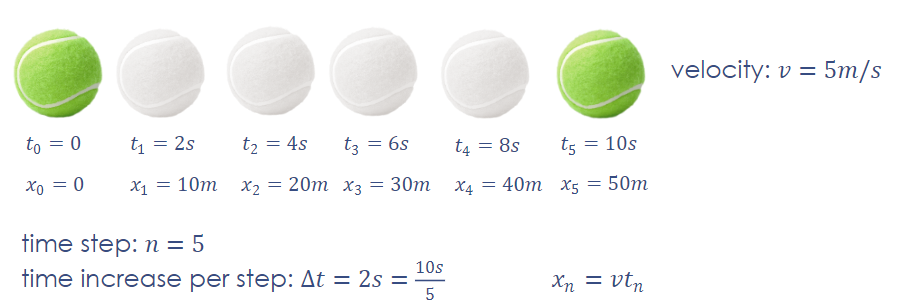 velocity: v = 5m/s
t₀ = 0 t₁ = 2s t₂ = 4s t₃ = 6s t₄ = 8s t₅ = 10s
x₀ = 0 x₁ = 10m x₂ = 20m x₃ = 30m x₄ = 40m x₅ = 50m
time step: n = 5
time increase per step: Δt = 2s = 10s/5 xₙ = vtₙ